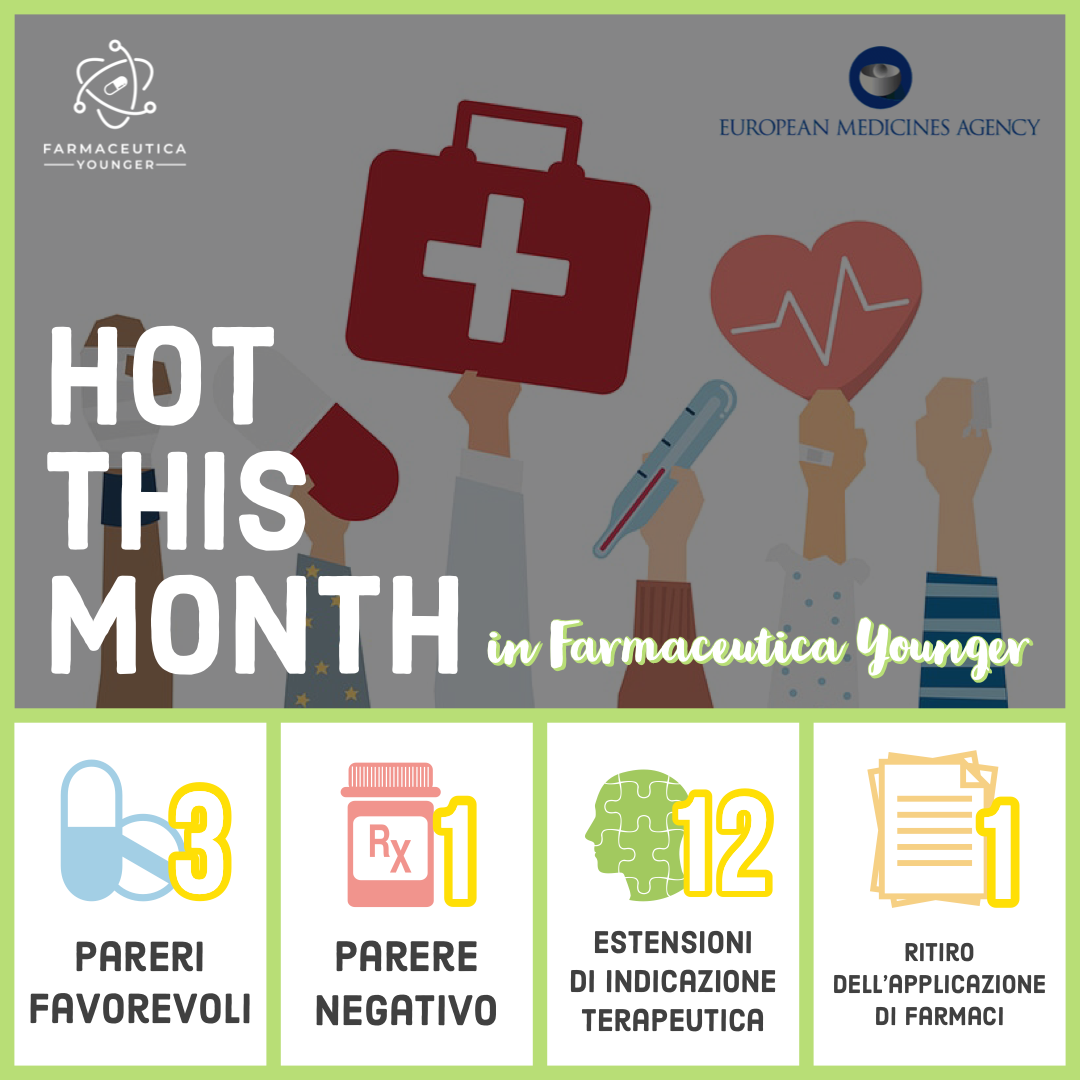 FARMACEUTICA
YOUNGER
EUROPEAN MEDICINES AGENCY
HOT
THIS
MONTH
in Farmaceutica Younger
3
PARERI
FAVOREVOLI
Rx
1
PARERE
NEGATIVO
12
ESTENSIONI
DI INDICAZIONE
TERAPEUTICA
1
RITIRO
DELL'APPLICAZIONE
DI FARMACI